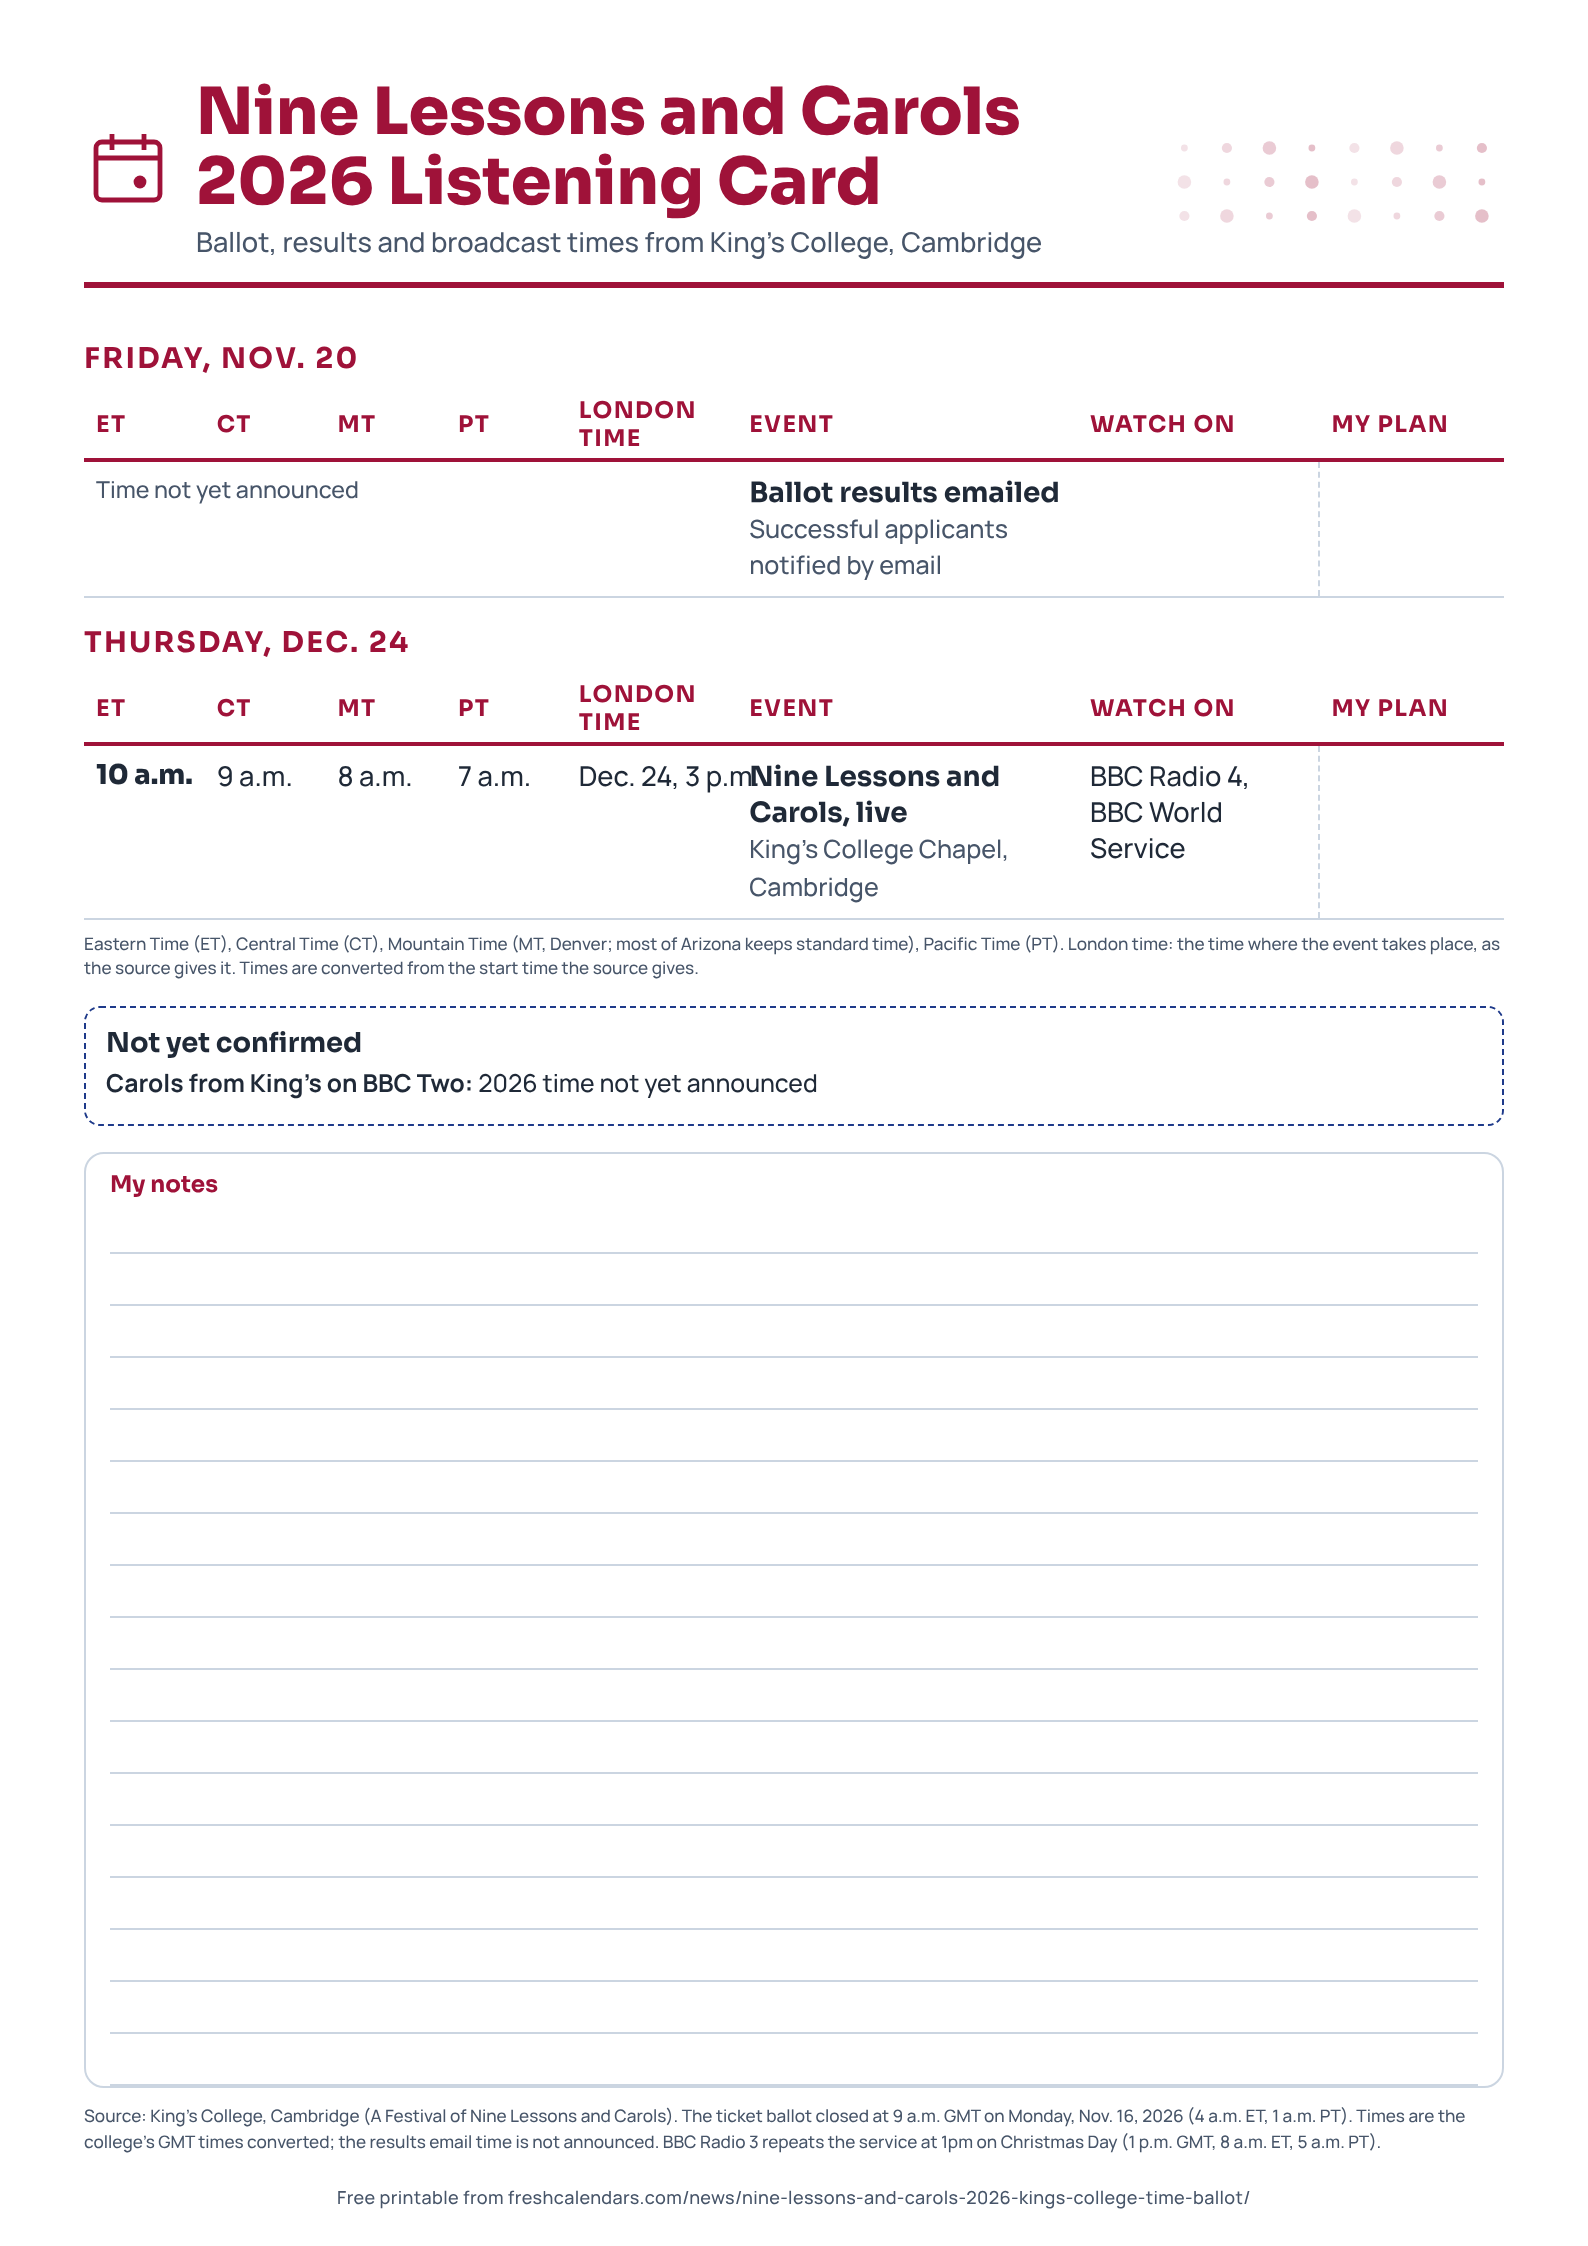 Nine Lessons and Carols
2026 Listening Card
Ballot, results and broadcast times from King's College, Cambridge
FRIDAY, NOV. 20
ET CT MT PT LONDON TIME EVENT WATCH ON MY PLAN
Time not yet announced Ballot results emailed
Successful applicants
notified by email
THURSDAY, DEC. 24
ET CT MT PT LONDON TIME EVENT WATCH ON MY PLAN
10 a.m. 9 a.m. 8 a.m. 7 a.m. Dec. 24, 3 p.m Nine Lessons and BBC Radio 4,
Carols, live BBC World
King's College Chapel, Service
Cambridge
Eastern Time (ET), Central Time (CT), Mountain Time (MT, Denver; most of Arizona keeps standard time), Pacific Time (PT). London time: the time where the event takes place, as
the source gives it. Times are converted from the start time the source gives.
Not yet confirmed
Carols from King's on BBC Two: 2026 time not yet announced
My notes
Source: King's College, Cambridge (A Festival of Nine Lessons and Carols). The ticket ballot closed at 9 a.m. GMT on Monday, Nov. 16, 2026 (4 a.m. ET, 1 a.m. PT). Times are the
college's GMT times converted; the results email time is not announced. BBC Radio 3 repeats the service at 1pm on Christmas Day (1 p.m. GMT, 8 a.m. ET, 5 a.m. PT).
Free printable from freshcalendars.com/news/nine-lessons-and-carols-2026-kings-college-time-ballot/